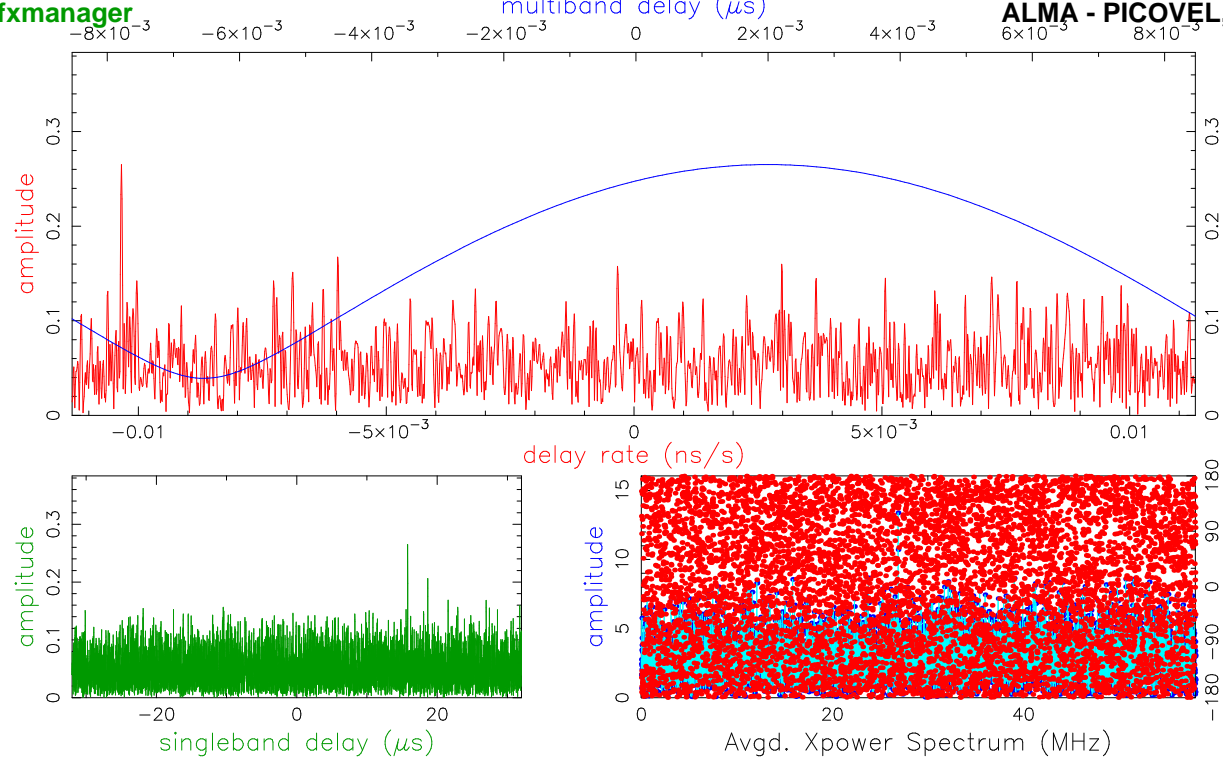 fxmanager
multiband delay (μs)
ALMA - PICOVEL,
−8×10⁻³ −6×10⁻³ −4×10⁻³ −2×10⁻³ 0 2×10⁻³ 4×10⁻³ 6×10⁻³ 8×10⁻³
amplitude
0 0.1 0.2 0.3
0 0.1 0.2 0.3
−0.01 −5×10⁻³ 0 5×10⁻³ 0.01
delay rate (ns/s)
amplitude
0 0.1 0.2 0.3
−20 0 20
singleband delay (μs)
amplitude
0 5 10 15
−180 −90 0 90 180
0 20 40
Avgd. Xpower Spectrum (MHz)